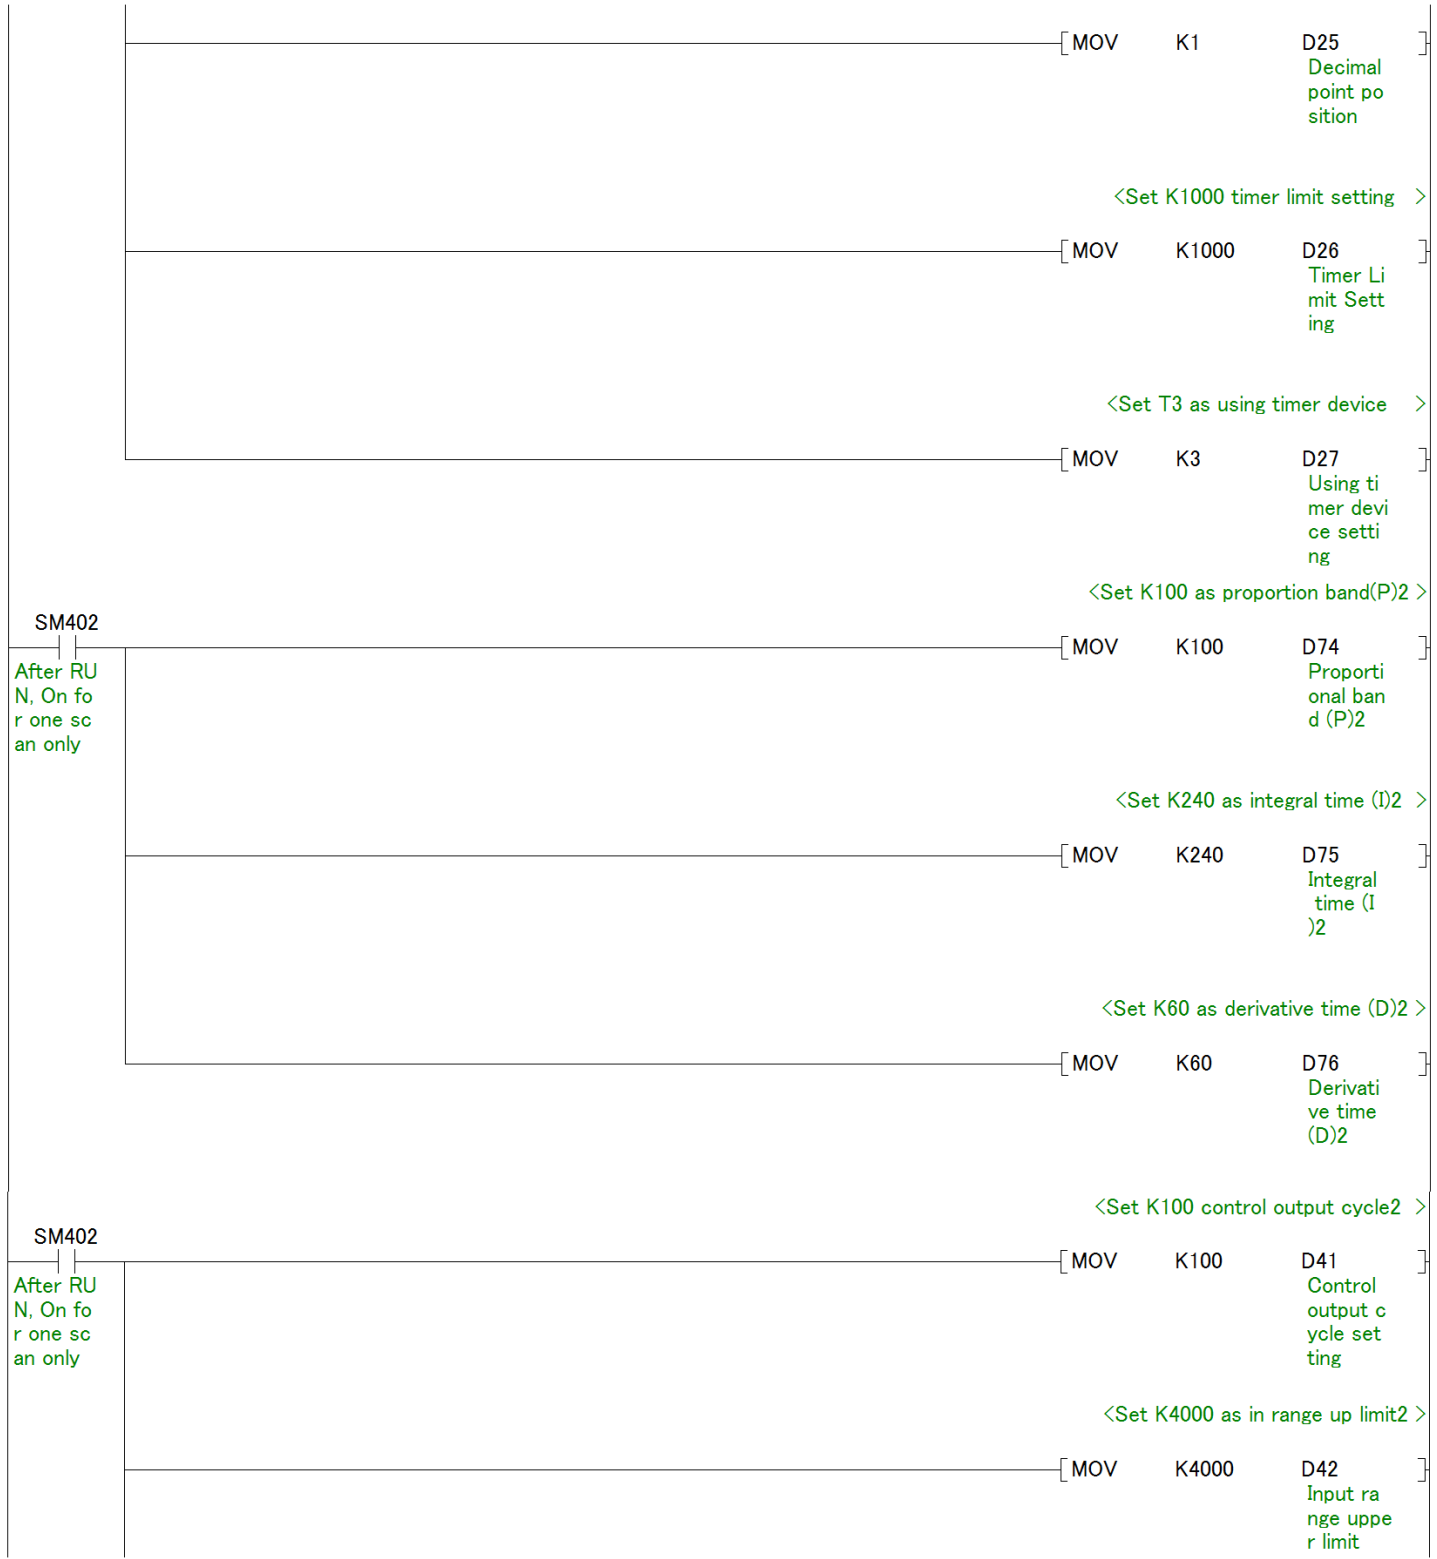 MOV K1 D25
Decimal
point po
sition
<Set K1000 timer limit setting >
MOV K1000 D26
Timer Li
mit Sett
ing
<Set T3 as using timer device >
MOV K3 D27
Using ti
mer devi
ce setti
ng
<Set K100 as proportion band(P)2 >
SM402
MOV K100 D74
After RU
N, On fo
r one sc
an only
Proporti
onal ban
d (P)2
<Set K240 as integral time (I)2 >
MOV K240 D75
Integral
time (I
)2
<Set K60 as derivative time (D)2 >
MOV K60 D76
Derivati
ve time
(D)2
<Set K100 control output cycle2 >
SM402
MOV K100 D41
After RU
N, On fo
r one sc
an only
Control
output c
ycle set
ting
<Set K4000 as in range up limit2 >
MOV K4000 D42
Input ra
nge uppe
r limit